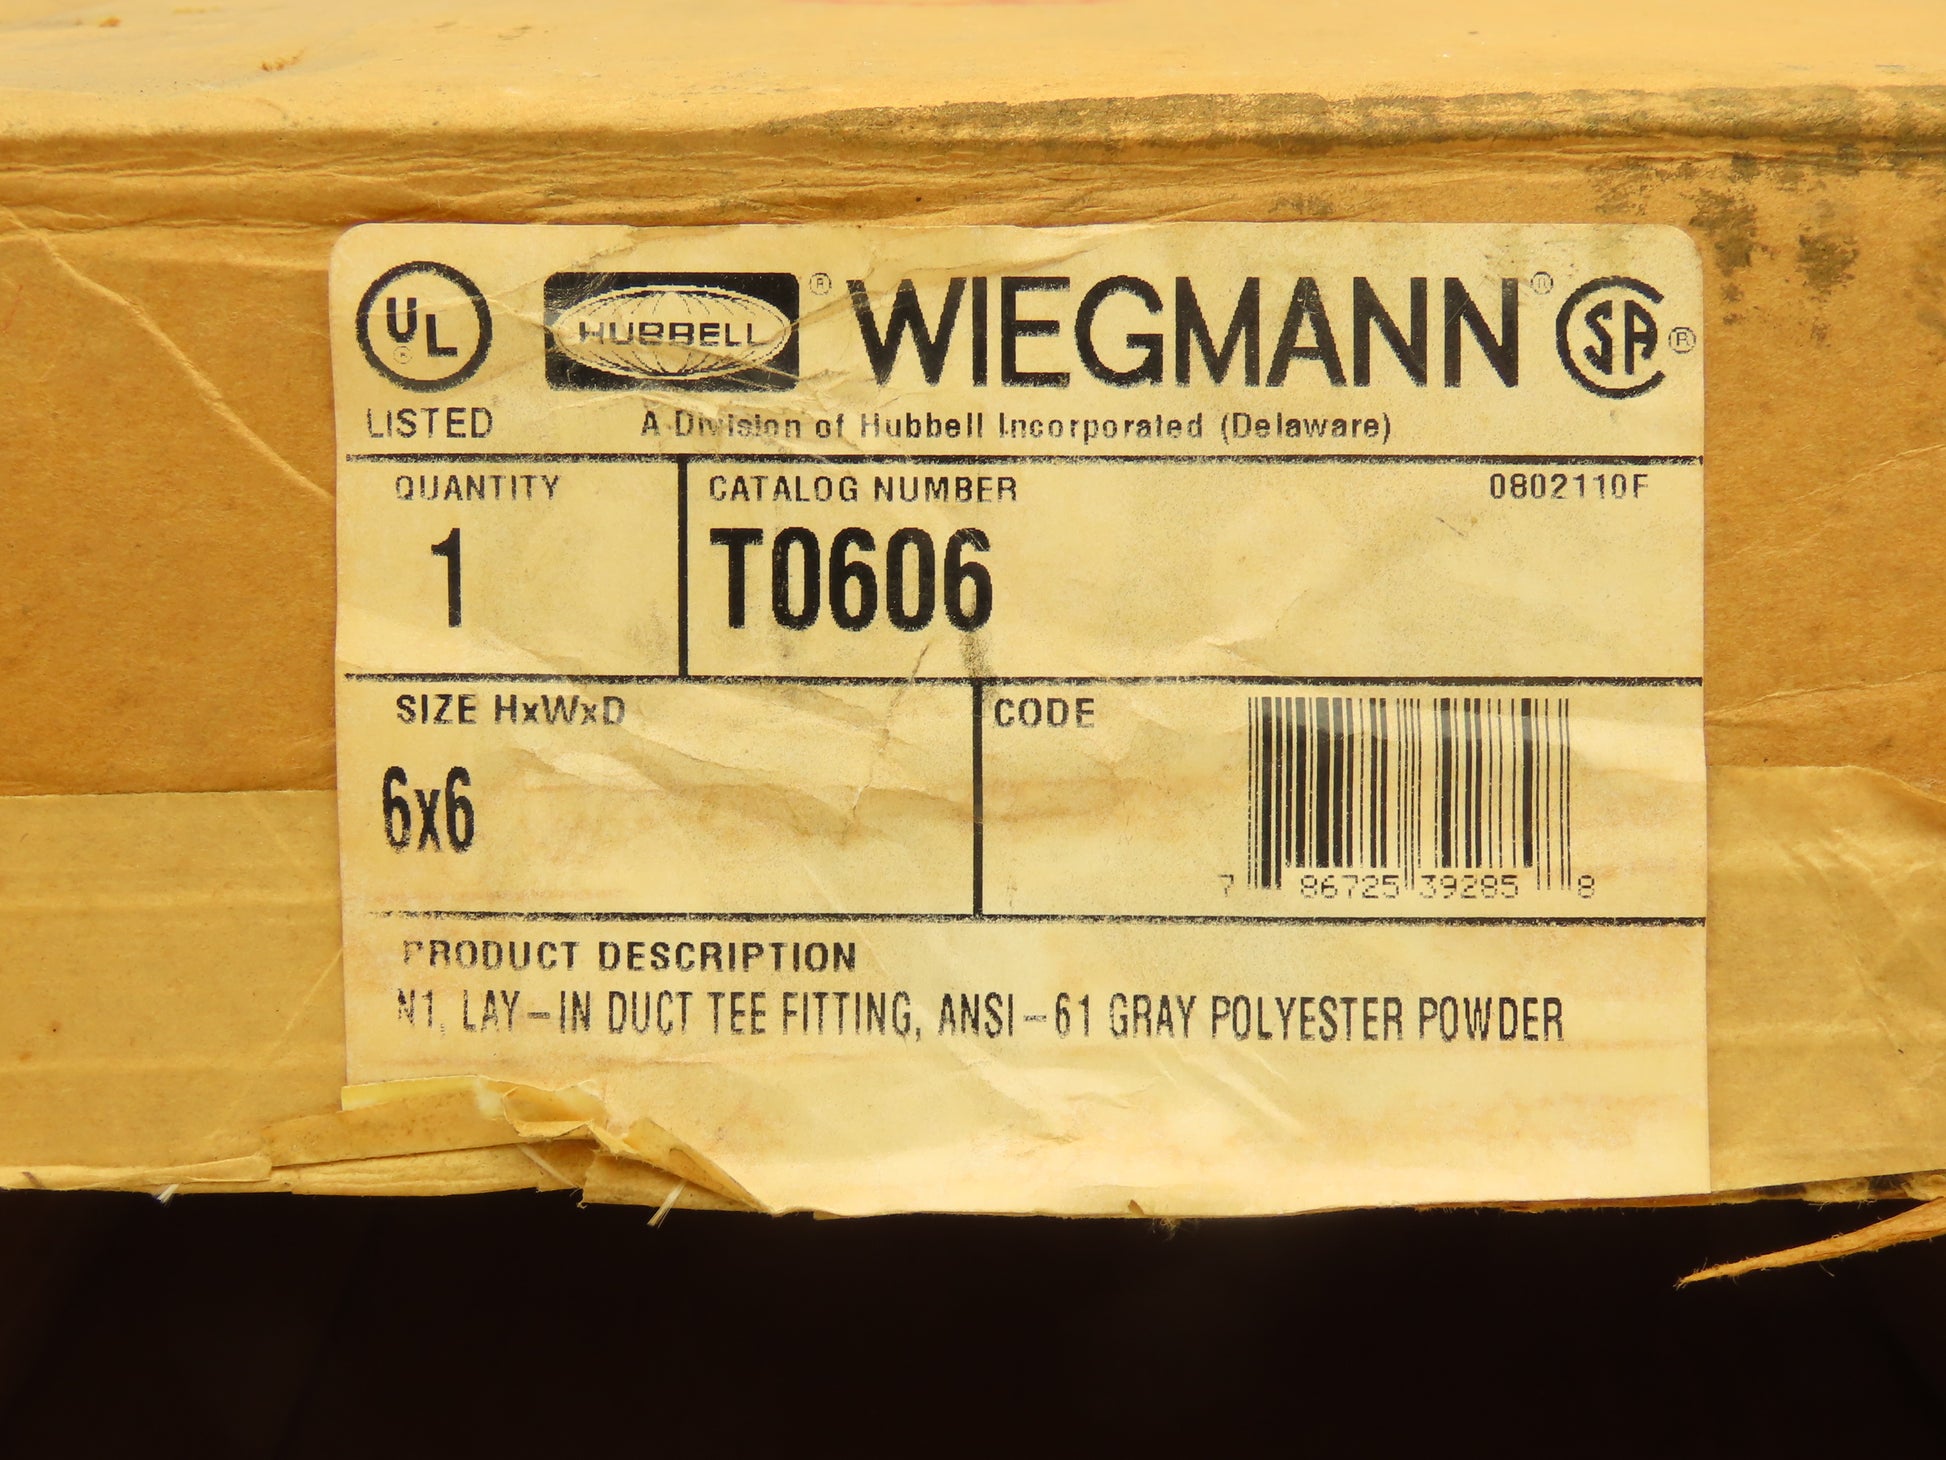 UL ® HUBBELL ® WIEGMANN ® SA ®
LISTED A Division of Hubbell Incorporated (Delaware)
QUANTITY CATALOG NUMBER 0802110F
1 T0606
SIZE HxWxD CODE
6x6
7 86725 39285 8
PRODUCT DESCRIPTION
N1, LAY-IN DUCT TEE FITTING, ANSI-61 GRAY POLYESTER POWDER